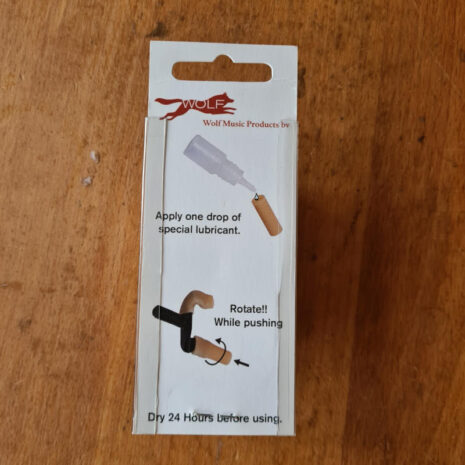 WOLF
Wolf Music Products bv
Apply one drop of
special lubricant.
Rotate!!
While pushing
Dry 24 Hours before using.